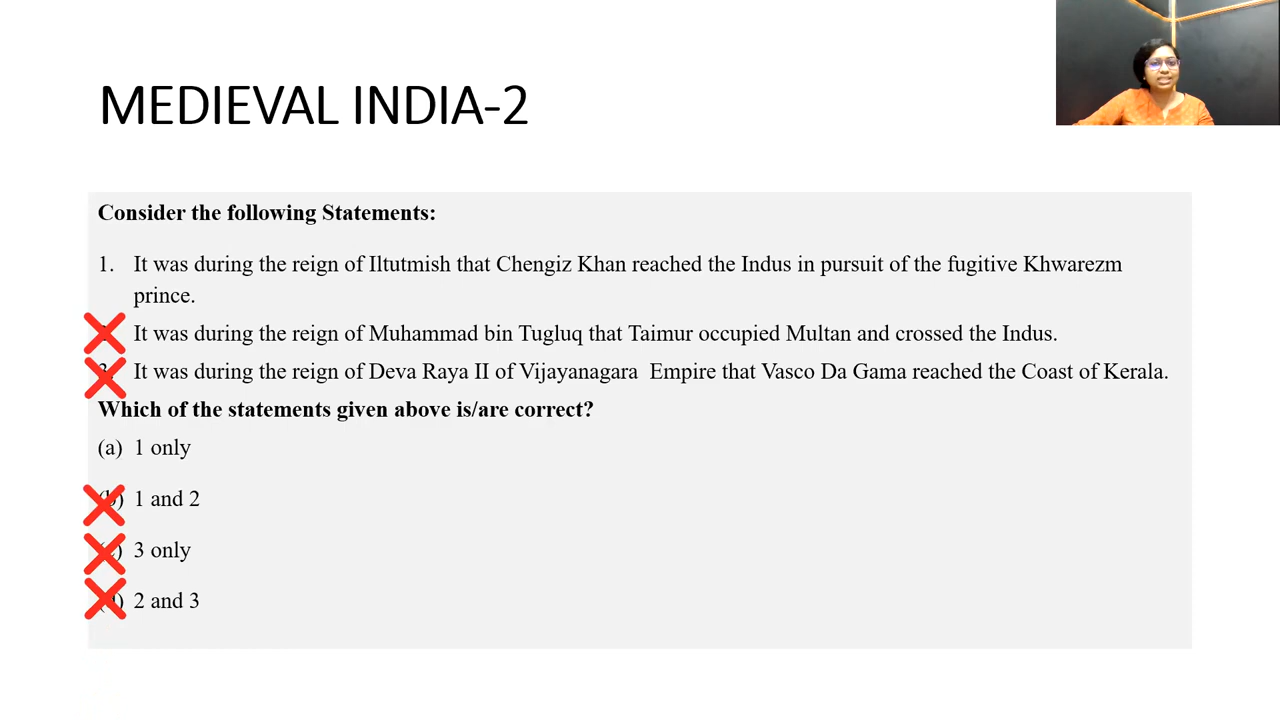 MEDIEVAL INDIA-2
Consider the following Statements:
1. It was during the reign of Iltutmish that Chengiz Khan reached the Indus in pursuit of the fugitive Khwarezm
prince.
It was during the reign of Muhammad bin Tugluq that Taimur occupied Multan and crossed the Indus.
It was during the reign of Deva Raya II of Vijayanagara Empire that Vasco Da Gama reached the Coast of Kerala.
Which of the statements given above is/are correct?
(a) 1 only
1 and 2
3 only
2 and 3